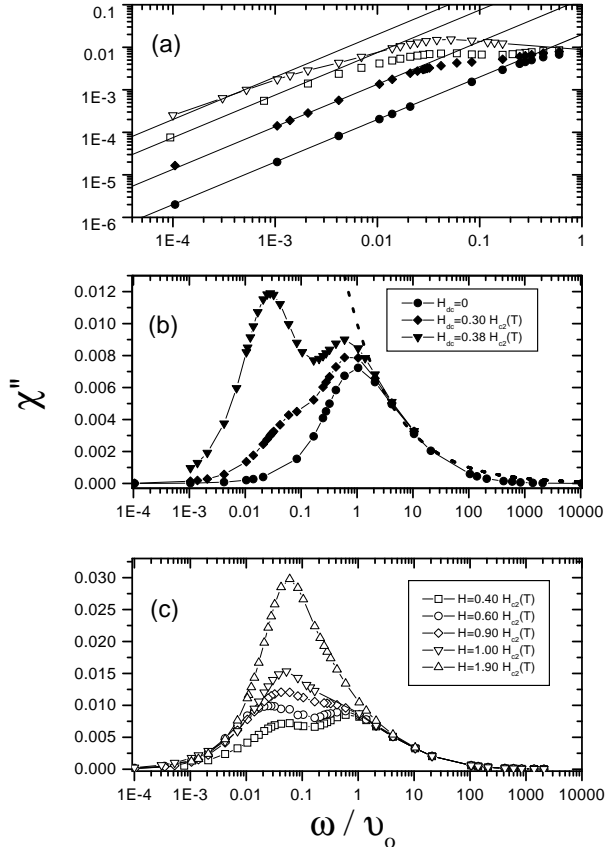 (a)
0.1
0.01
1E-3
1E-4
1E-5
1E-6
1E-4 1E-3 0.01 0.1 1
(b)
H_dc=0
H_dc=0.30 H_c2(T)
H_dc=0.38 H_c2(T)
0.012
0.010
0.008
0.006
0.004
0.002
0.000
1E-4 1E-3 0.01 0.1 1 10 100 1000 10000
χ"
(c)
H=0.40 H_c2(T)
H=0.60 H_c2(T)
H=0.90 H_c2(T)
H=1.00 H_c2(T)
H=1.90 H_c2(T)
0.030
0.025
0.020
0.015
0.010
0.005
0.000
1E-4 1E-3 0.01 0.1 1 10 100 1000 10000
ω / υ_o